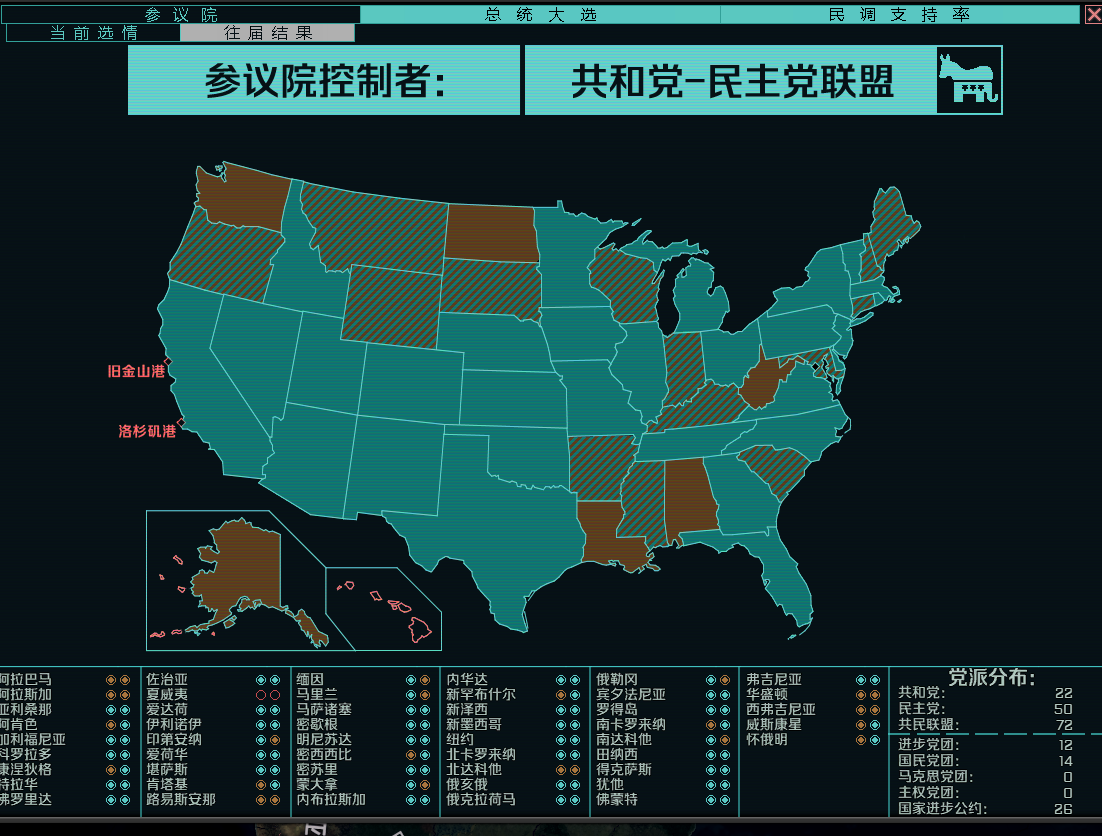 参议院 总统大选 民调支持率
当前选情 往届结果
参议院控制者: 共和党-民主党联盟
旧金山港
洛杉矶港
阿拉巴马
阿拉斯加
亚利桑那
阿肯色
加利福尼亚
科罗拉多
康涅狄格
特拉华
佛罗里达
佐治亚
夏威夷
爱达荷
伊利诺伊
印第安纳
爱荷华
堪萨斯
肯塔基
路易斯安那
缅因
马里兰
马萨诸塞
密歇根
明尼苏达
密西西比
密苏里
蒙大拿
内布拉斯加
内华达
新罕布什尔
新泽西
新墨西哥
纽约
北卡罗来纳
北达科他
俄亥俄
俄克拉荷马
俄勒冈
宾夕法尼亚
罗得岛
南卡罗来纳
南达科他
田纳西
得克萨斯
犹他
佛蒙特
弗吉尼亚
华盛顿
西弗吉尼亚
威斯康星
怀俄明
党派分布:
共和党: 22
民主党: 50
共民联盟: 72
进步党团: 12
国民党团: 14
马克思党团: 0
主权党团: 0
国家进步公约: 26